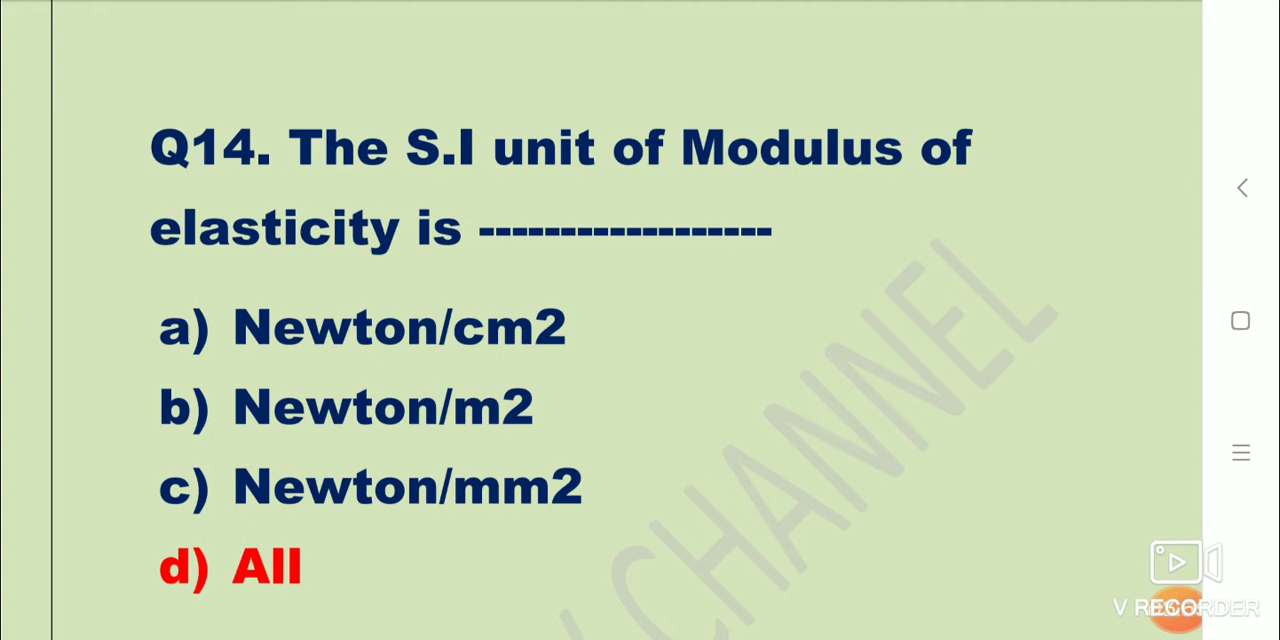 Q14. The S.I unit of Modulus of
elasticity is ------------------
a) Newton/cm2
b) Newton/m2
c) Newton/mm2
d) All
CHANNEL
V RECORDER